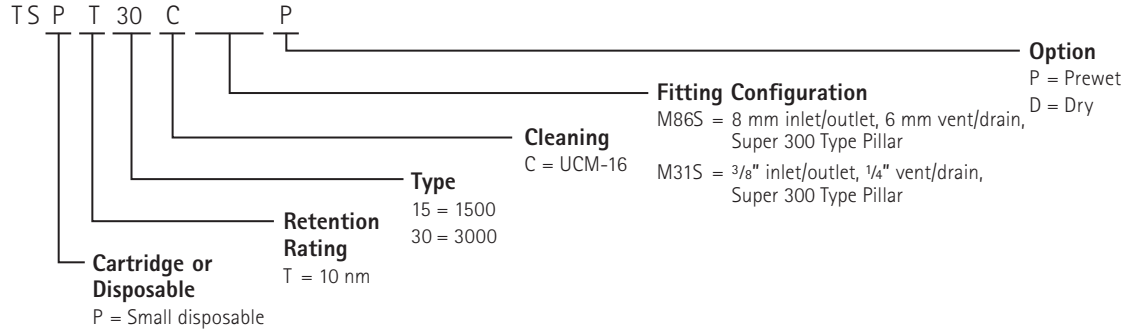 TS P T 30 C P
Option
P = Prewet
D = Dry
Fitting Configuration
M86S = 8 mm inlet/outlet, 6 mm vent/drain,
Super 300 Type Pillar
M31S = 3/8" inlet/outlet, 1/4" vent/drain,
Super 300 Type Pillar
Cleaning
C = UCM-16
Type
15 = 1500
30 = 3000
Retention
Rating
T = 10 nm
Cartridge or
Disposable
P = Small disposable